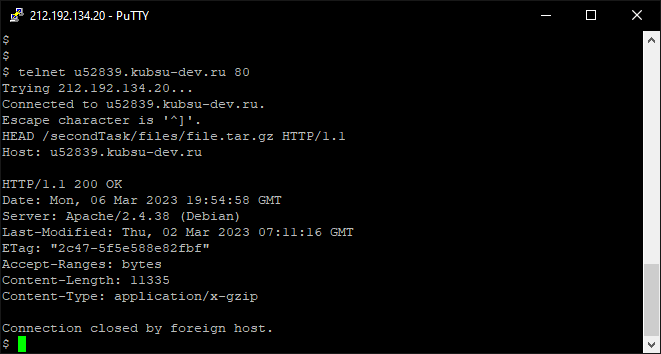 212.192.134.20 - PuTTY
$
$
$ telnet u52839.kubsu-dev.ru 80
Trying 212.192.134.20...
Connected to u52839.kubsu-dev.ru.
Escape character is '^]'.
HEAD /secondTask/files/file.tar.gz HTTP/1.1
Host: u52839.kubsu-dev.ru

HTTP/1.1 200 OK
Date: Mon, 06 Mar 2023 19:54:58 GMT
Server: Apache/2.4.38 (Debian)
Last-Modified: Thu, 02 Mar 2023 07:11:16 GMT
ETag: "2c47-5f5e588e82fbf"
Accept-Ranges: bytes
Content-Length: 11335
Content-Type: application/x-gzip

Connection closed by foreign host.
$